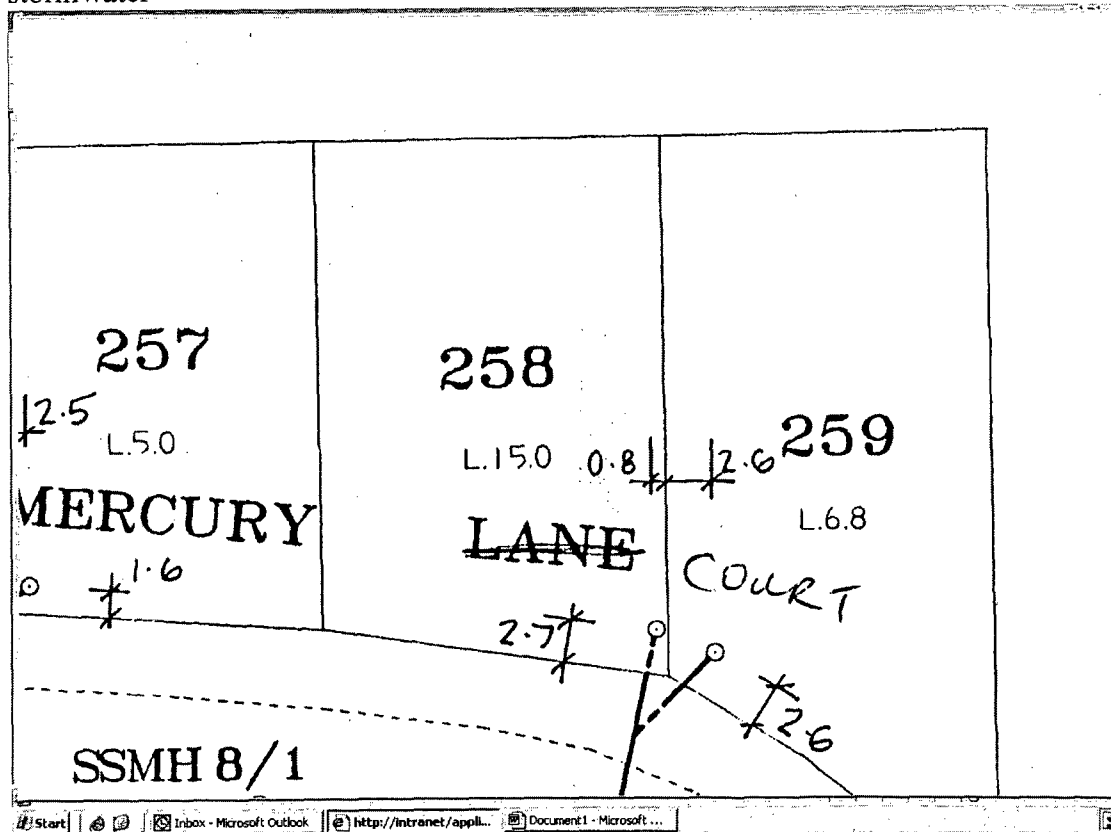 stormwater
257
258
259
2.5
L.5.0
L.15.0
0.8
2.6
L.6.8
MERCURY
LANE
COURT
1.6
2.7
2.6
SSMH 8/1
Start
Inbox - Microsoft Outlook
http://intranet/appli...
Document1 - Microsoft ...